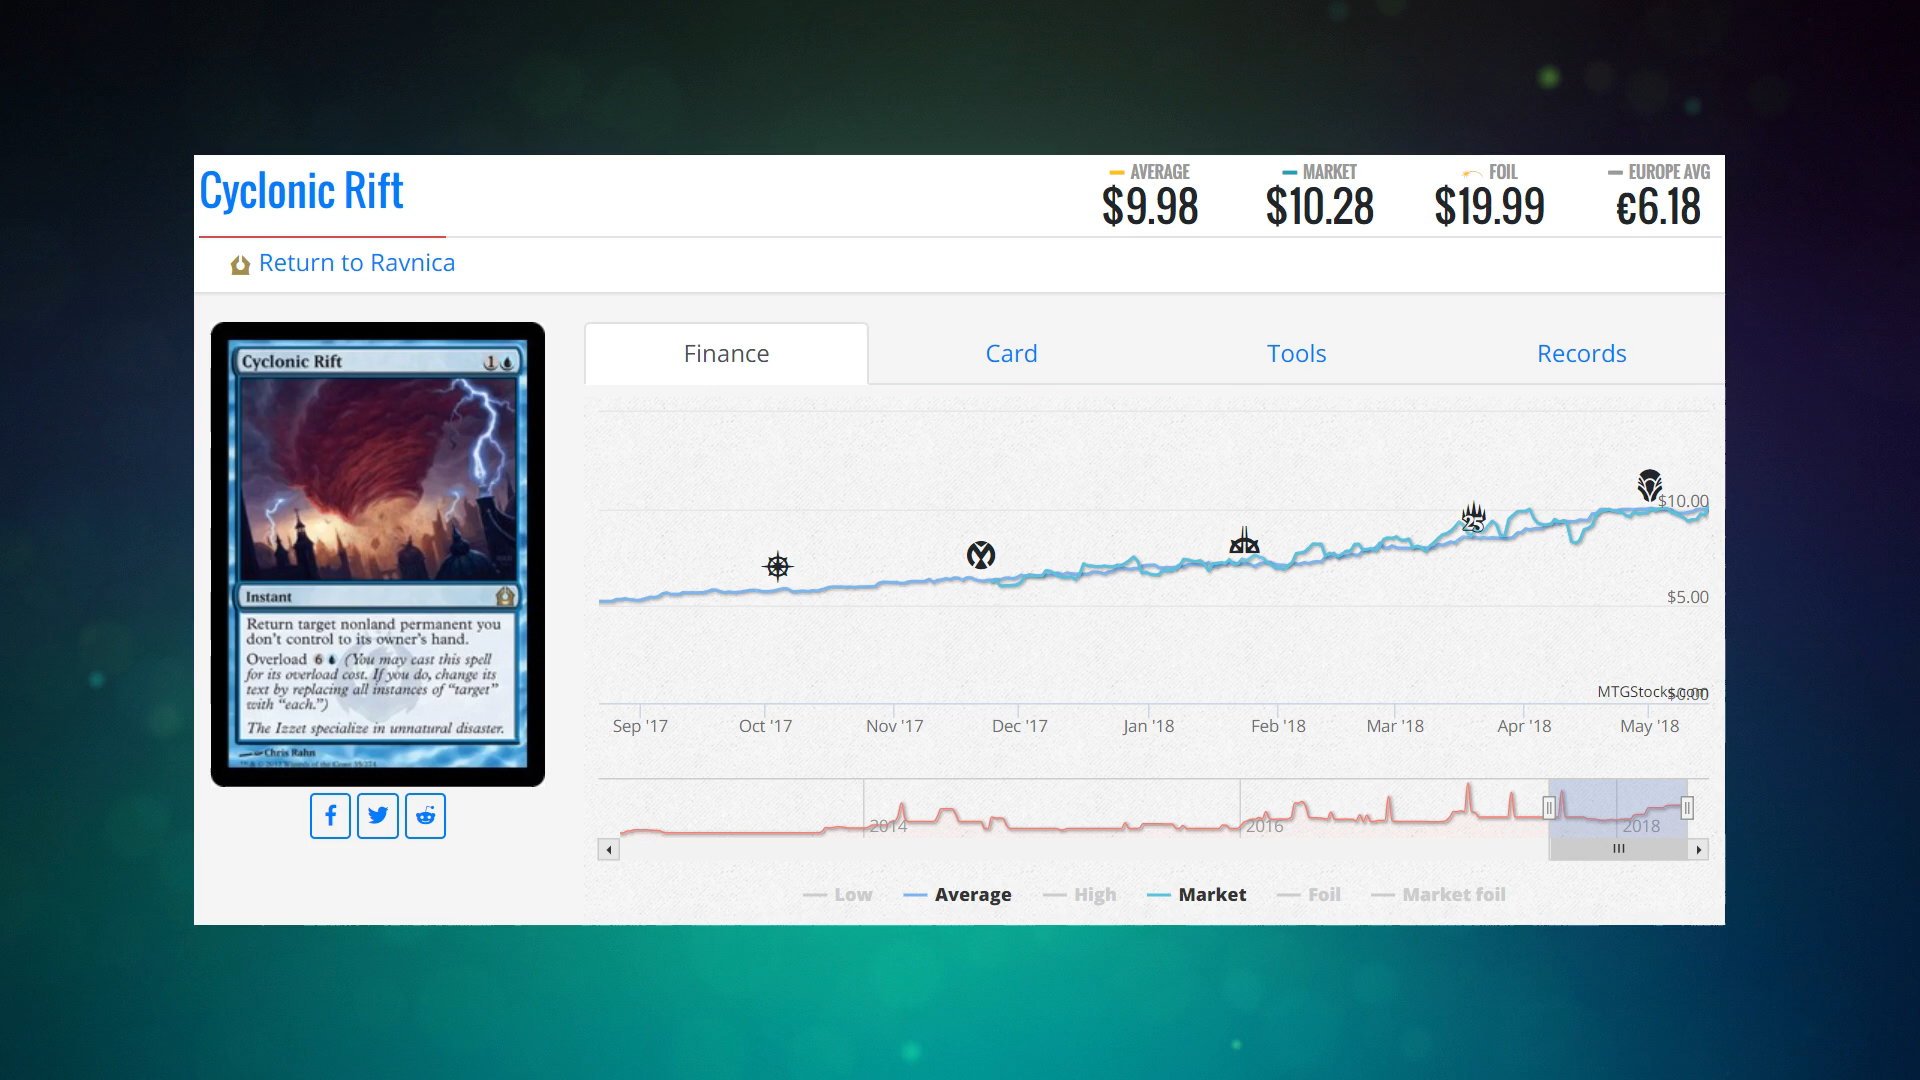 Cyclonic Rift
AVERAGE
$9.98
MARKET
$10.28
FOIL
$19.99
EUROPE AVG
€6.18
Return to Ravnica
Cyclonic Rift 1
Instant
Return target nonland permanent you
don't control to its owner's hand.
Overload 6 (You may cast this spell
for its overload cost. If you do, change its
text by replacing all instances of "target"
with "each.")
The Izzet specialize in unnatural disaster.
Chris Rahn
Finance
Card
Tools
Records
25
$10.00
$5.00
$0.00
MTGStocks.com
Sep '17
Oct '17
Nov '17
Dec '17
Jan '18
Feb '18
Mar '18
Apr '18
May '18
2014
2016
2018
Low
Average
High
Market
Foil
Market foil